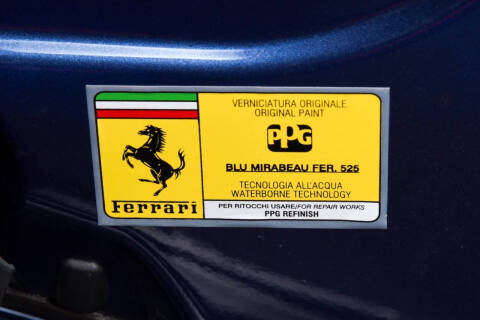 VERNICIATURA ORIGINALE
ORIGINAL PAINT
PPG
BLU MIRABEAU FER. 525
TECNOLOGIA ALL'ACQUA
WATERBORNE TECHNOLOGY
Ferrari
PER RITOCCHI USARE/FOR REPAIR WORKS
PPG REFINISH